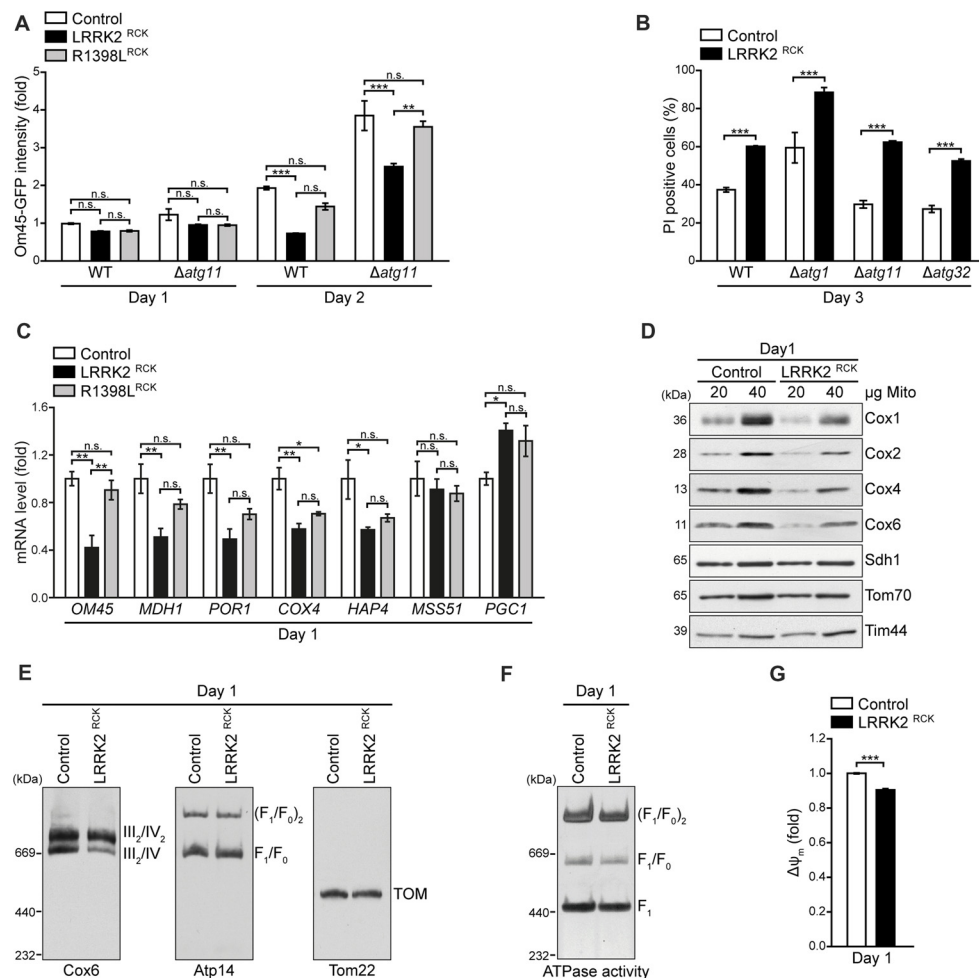 A
Control
LRRK2 RCK
R1398L RCK
Om45-GFP intensity (fold)
5
4
3
2
1
0
n.s.
n.s. n.s.
n.s.
n.s. n.s.
n.s.
*** n.s.
n.s.
***
**
WT Δatg11 WT Δatg11
Day 1 Day 2
B
Control
LRRK2 RCK
PI positive cells (%)
100
80
60
40
20
0
*** *** *** ***
WT Δatg1 Δatg11 Δatg32
Day 3
C
Control
LRRK2 RCK
R1398L RCK
mRNA level (fold)
1.6
1.2
0.8
0.4
0.0
n.s.
**
**
n.s.
**
n.s.
n.s.
**
n.s.
*
**
n.s.
n.s.
*
n.s.
n.s.
n.s.
n.s.
n.s.
*
n.s.
OM45 MDH1 POR1 COX4 HAP4 MSS51 PGC1
Day 1
D
Day1
Control LRRK2 RCK
(kDa) 20 40 20 40 µg Mito
36 Cox1
28 Cox2
13 Cox4
11 Cox6
65 Sdh1
65 Tom70
39 Tim44
E
Day 1
Control LRRK2 RCK Control LRRK2 RCK Control LRRK2 RCK
(kDa)
669
440
232
III2/IV2
III2/IV
(F1/F0)2
F1/F0
TOM
Cox6 Atp14 Tom22
F
Day 1
Control LRRK2 RCK
(kDa)
669
440
232
(F1/F0)2
F1/F0
F1
ATPase activity
G
Control
LRRK2 RCK
Δψm (fold)
1.2
1.0
0.8
0.6
0.4
0.2
0.0
***
Day 1